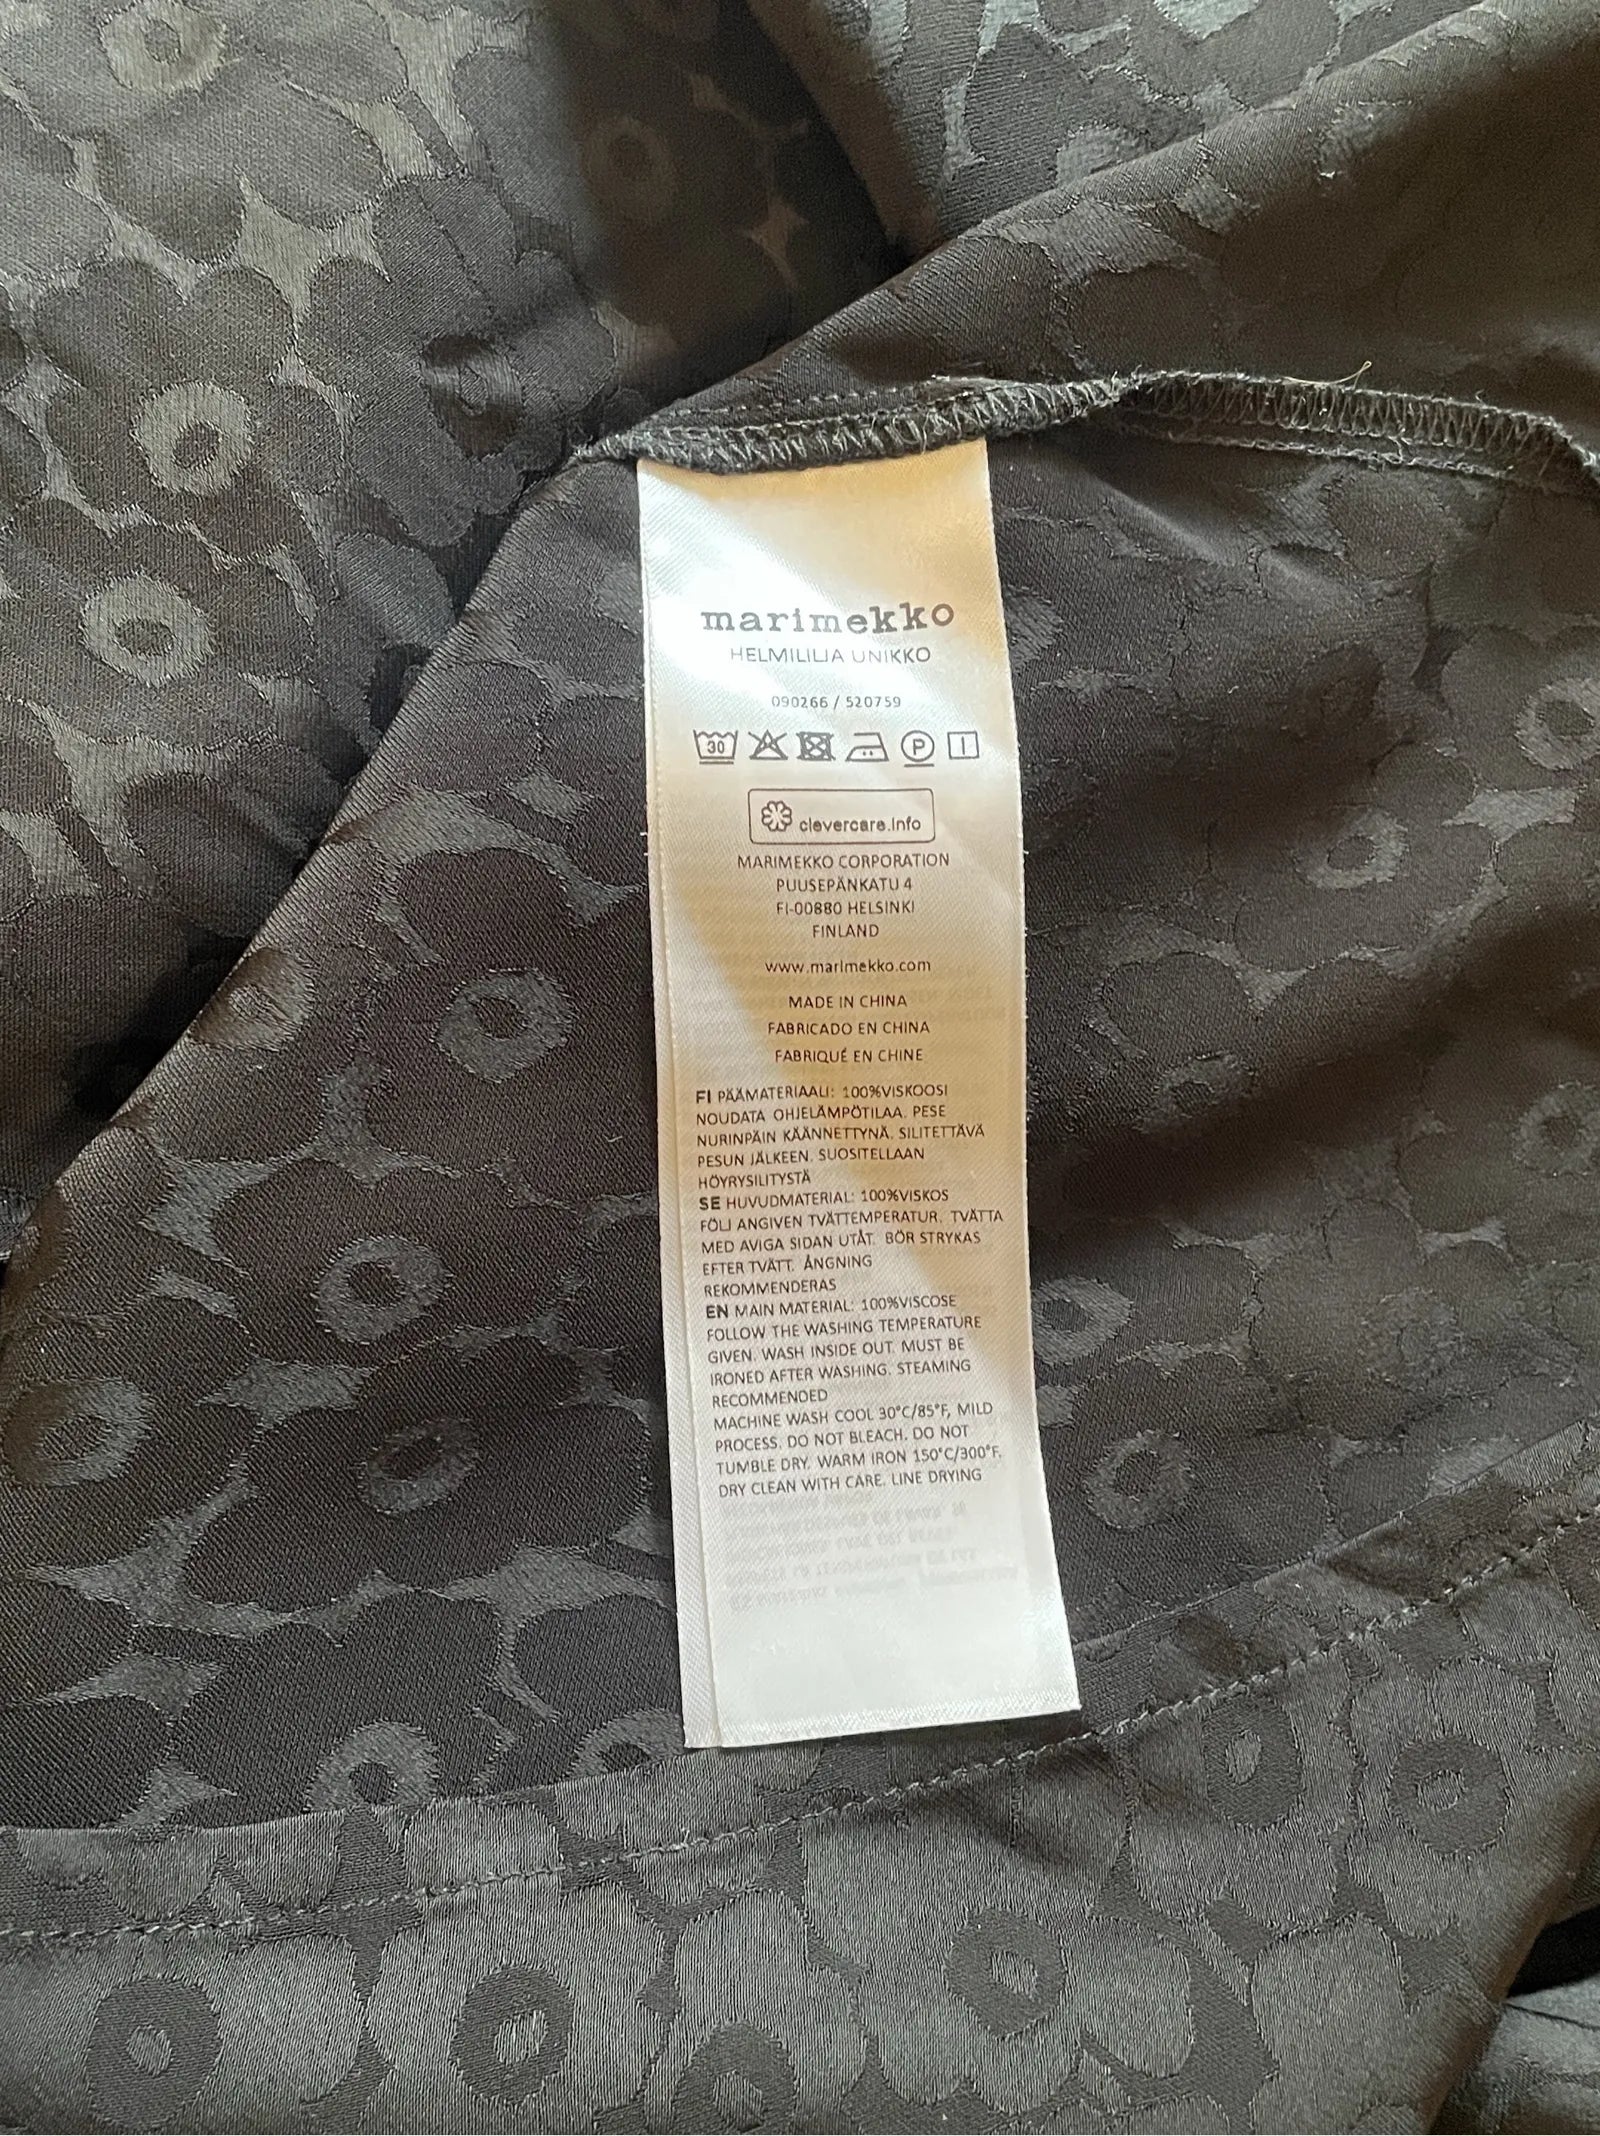 marimekko
HELMILILJA UNIKKO
090266 / 520759
30
P
clevercare.info
MARIMEKKO CORPORATION
PUUSEPÄNKATU 4
FI-00880 HELSINKI
FINLAND
www.marimekko.com
MADE IN CHINA
FABRICADO EN CHINA
FABRIQUÉ EN CHINE
FI PÄÄMATERIAALI: 100%VISKOOSI
NOUDATA OHJELÄMPÖTILAA. PESE
NURINPÄIN KÄÄNNETTYNÄ. SILITETTÄVÄ
PESUN JÄLKEEN. SUOSITELLAAN
HÖYRYSILITYSTÄ
SE HUVUDMATERIAL: 100%VISKOS
FÖLJ ANGIVEN TVÄTTEMPERATUR. TVÄTTA
MED AVIGA SIDAN UTÅT. BÖR STRYKAS
EFTER TVÄTT. ÅNGNING
REKOMMENDERAS
EN MAIN MATERIAL: 100%VISCOSE
FOLLOW THE WASHING TEMPERATURE
GIVEN. WASH INSIDE OUT. MUST BE
IRONED AFTER WASHING. STEAMING
RECOMMENDED
MACHINE WASH COOL 30°C/85°F, MILD
PROCESS. DO NOT BLEACH. DO NOT
TUMBLE DRY. WARM IRON 150°C/300°F.
DRY CLEAN WITH CARE. LINE DRYING